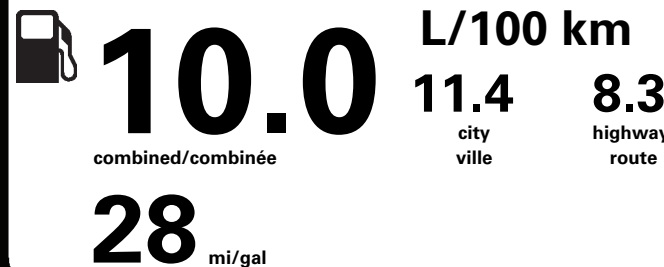 L/100 km
10.0
combined/combinée
11.4
city
ville
8.3
highway
route
28 mi/gal